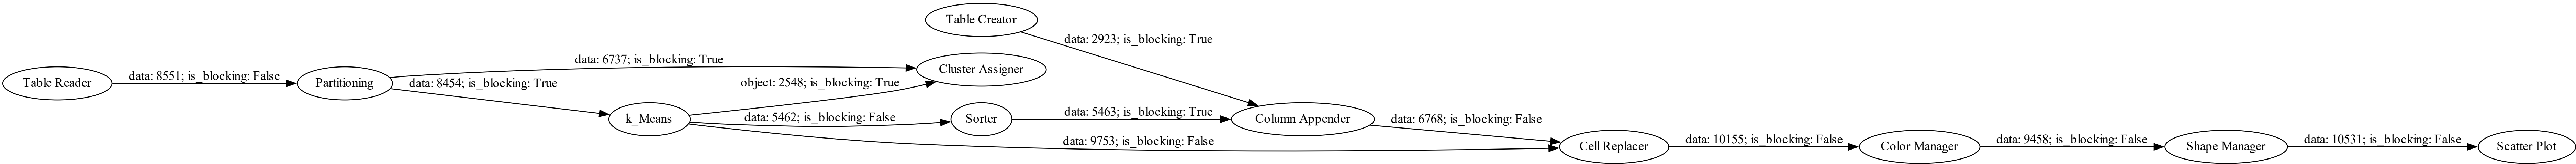 Table Creator
data: 2923; is_blocking: True
data: 6737; is_blocking: True
Cluster Assigner
Table Reader
data: 8551; is_blocking: False
Partitioning
data: 8454; is_blocking: True
object: 2548; is_blocking: True
k_Means
data: 5462; is_blocking: False
Sorter
data: 5463; is_blocking: True
Column Appender
data: 6768; is_blocking: False
data: 9753; is_blocking: False
Cell Replacer
data: 10155; is_blocking: False
Color Manager
data: 9458; is_blocking: False
Shape Manager
data: 10531; is_blocking: False
Scatter Plot